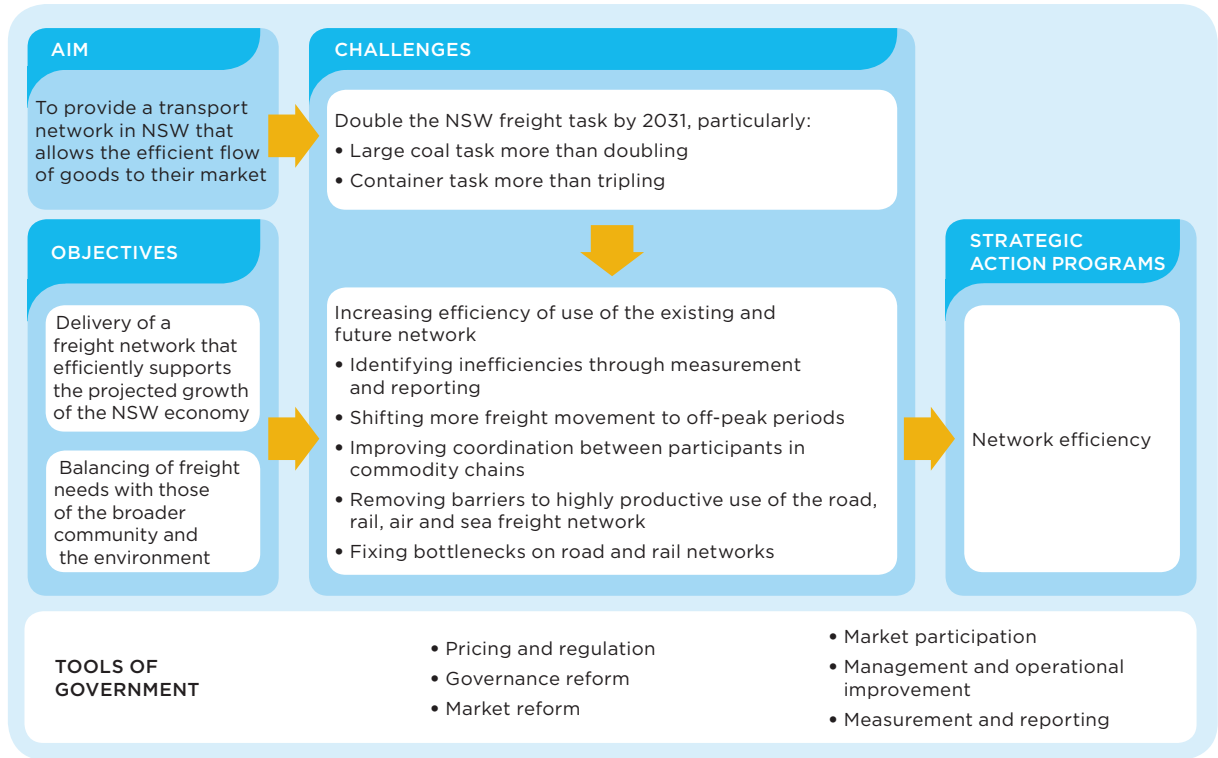 AIM
To provide a transport
network in NSW that
allows the efficient flow
of goods to their market
CHALLENGES
Double the NSW freight task by 2031, particularly:
• Large coal task more than doubling
• Container task more than tripling
OBJECTIVES
Delivery of a
freight network that
efficiently supports
the projected growth
of the NSW economy
Balancing of freight
needs with those
of the broader
community and
the environment
Increasing efficiency of use of the existing and
future network
• Identifying inefficiencies through measurement
and reporting
• Shifting more freight movement to off-peak periods
• Improving coordination between participants in
commodity chains
• Removing barriers to highly productive use of the road,
rail, air and sea freight network
• Fixing bottlenecks on road and rail networks
STRATEGIC
ACTION PROGRAMS
Network efficiency
TOOLS OF
GOVERNMENT
• Pricing and regulation
• Governance reform
• Market reform
• Market participation
• Management and operational
improvement
• Measurement and reporting